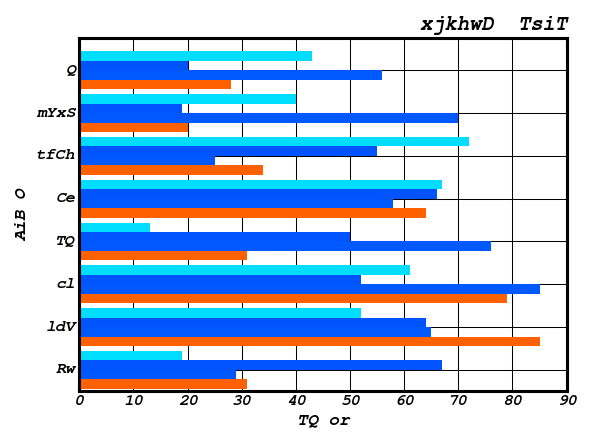 xjkhwD TsiT
Q
mYxS
tfCh
Ce
TQ
cl
ldV
Rw
AiB O
0 10 20 30 40 50 60 70 80 90
TQ or